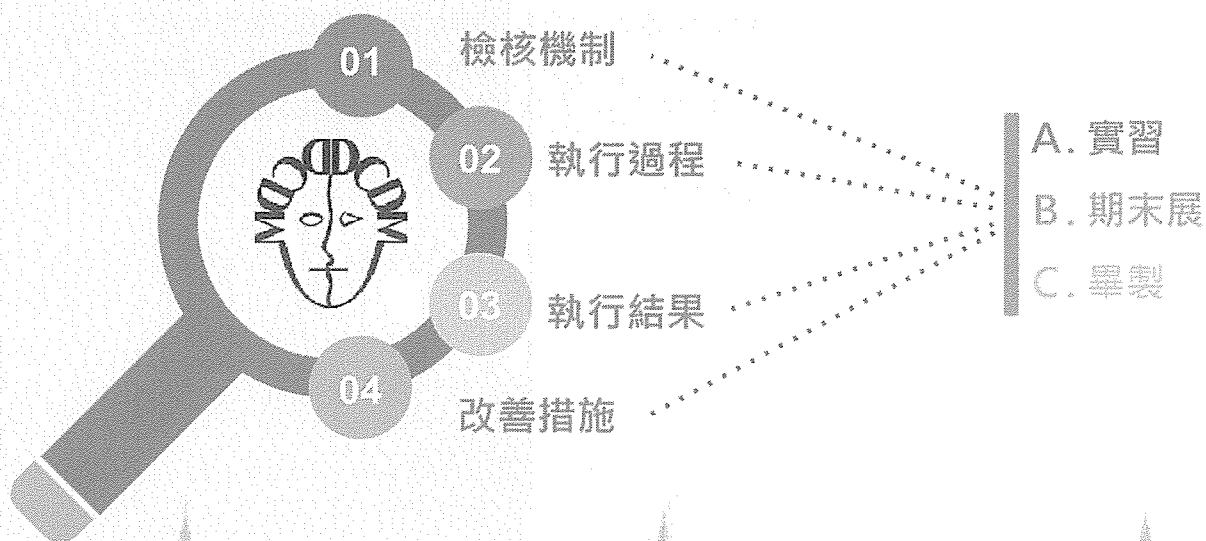 01 檢核機制
02 執行過程
03 執行結果
04 改善措施
A. 實習
B. 期末展
C. 畢製